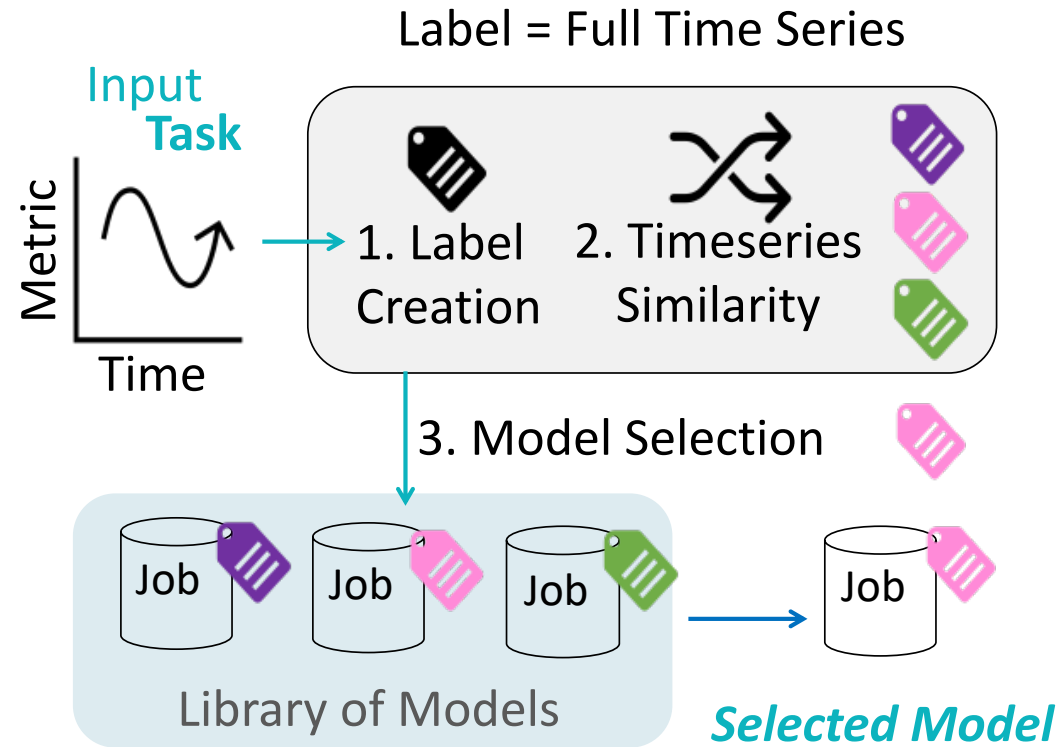 Label = Full Time Series
Input
Task
Metric
Time
1. Label
Creation
2. Timeseries
Similarity
3. Model Selection
Job
Job
Job
Job
Library of Models
Selected Model